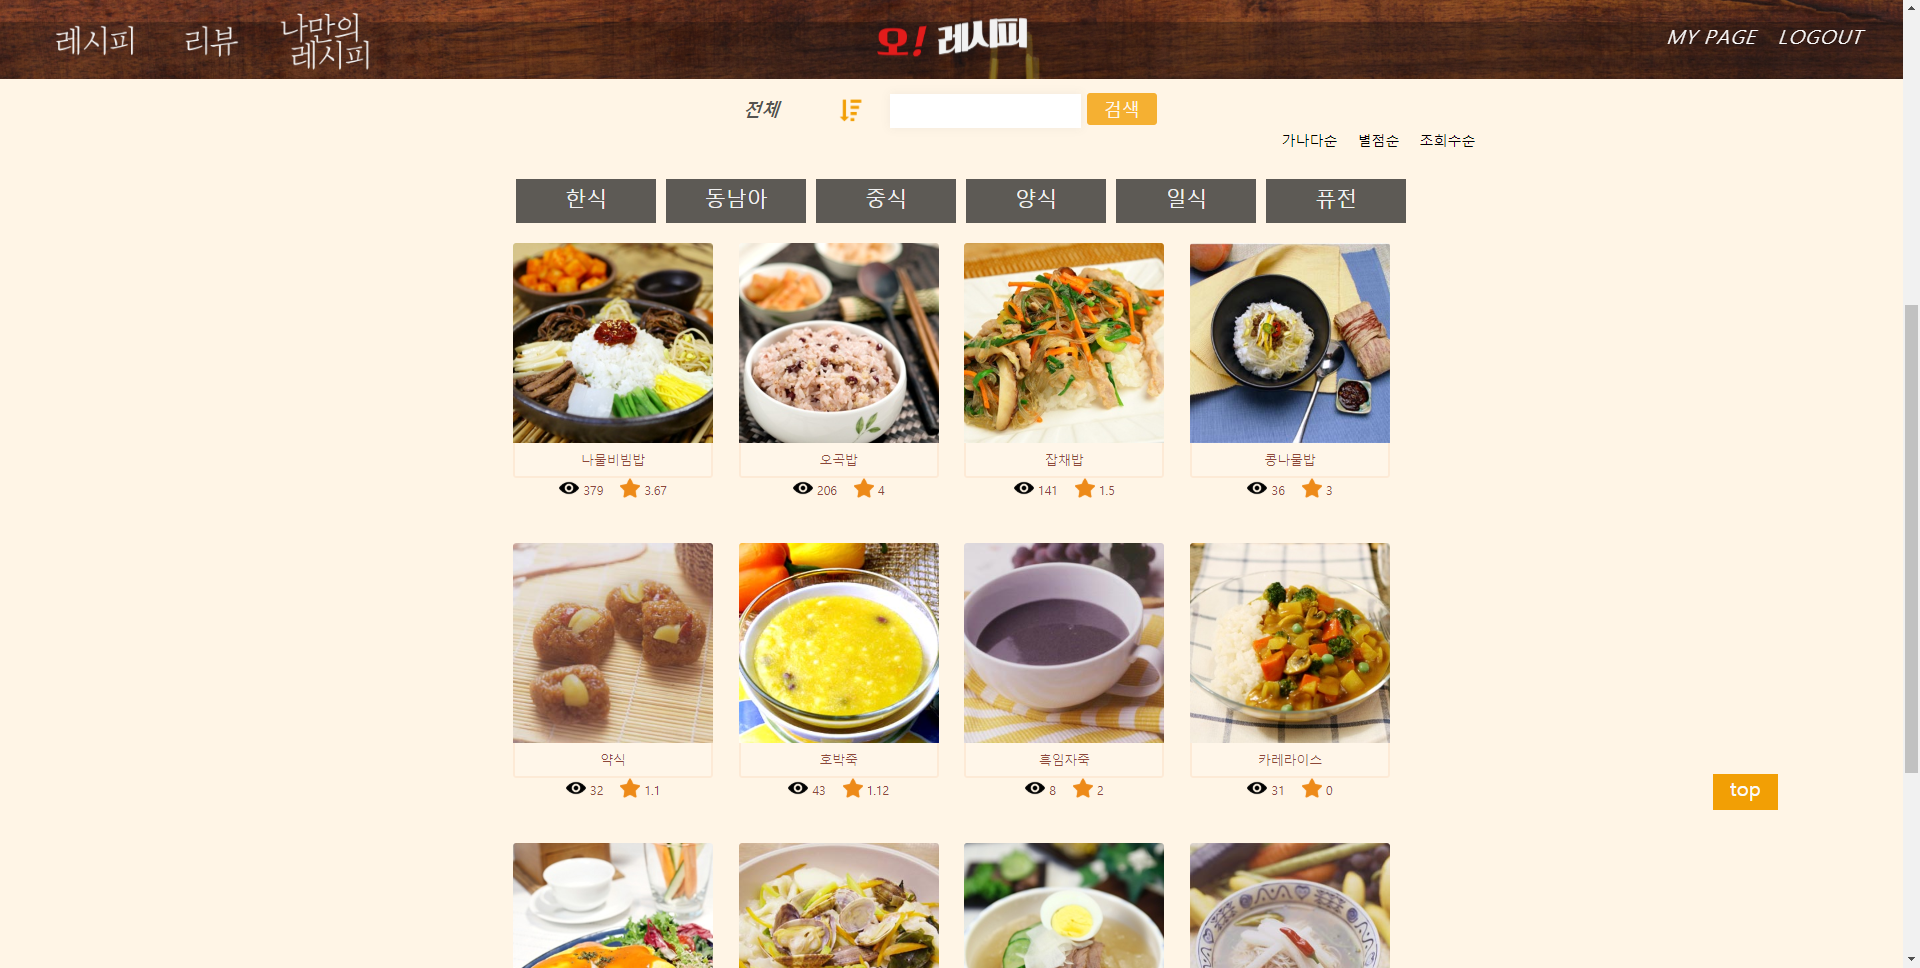 레시피
리뷰
나만의
레시피
오! 레시피
MY PAGE
LOGOUT
전체
검색
가나다순
별점순
조회수순
한식
동남아
중식
양식
일식
퓨전
나물비빔밥
오곡밥
잡채밥
콩나물밥
379
3.67
206
4
141
1.5
36
3
약식
호박죽
흑임자죽
카레라이스
32
1.1
43
1.12
8
2
31
0
top